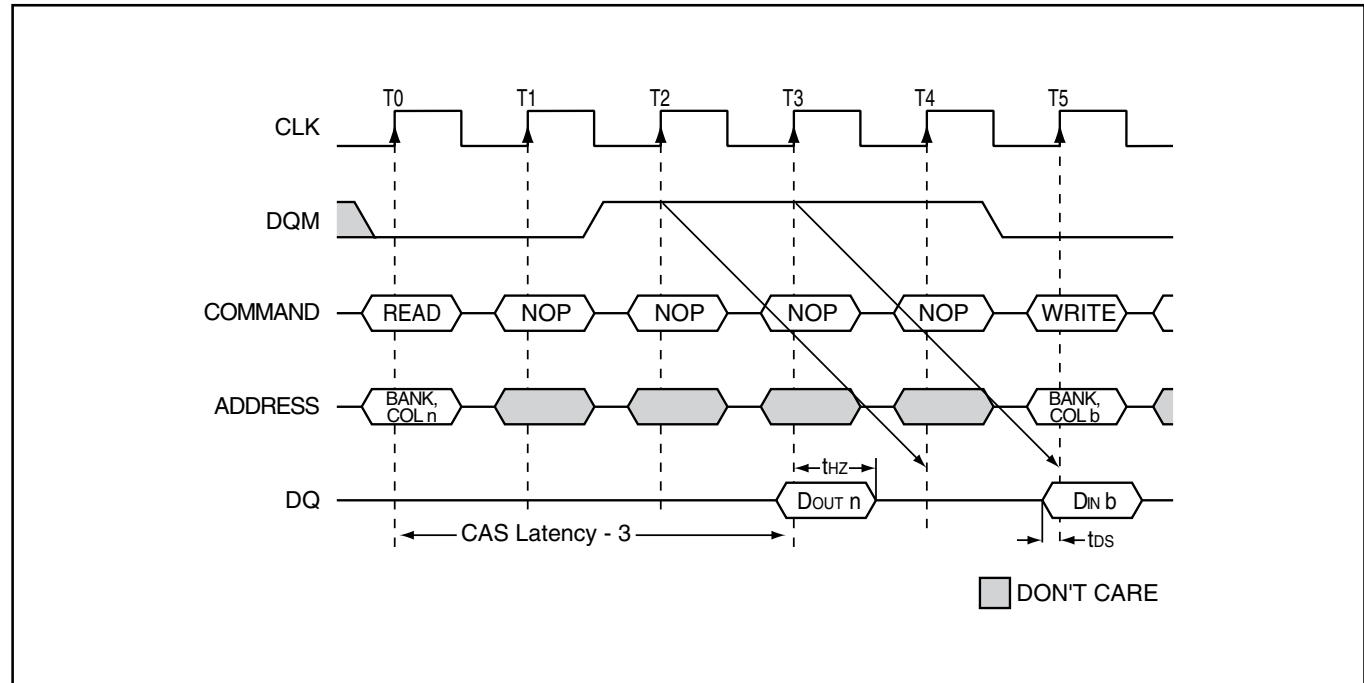 T0 T1 T2 T3 T4 T5
CLK
DQM
COMMAND READ NOP NOP NOP NOP WRITE
ADDRESS BANK, COL n BANK, COL b
tHZ
DQ DOUT n DIN b
CAS Latency - 3 tDS
DON'T CARE